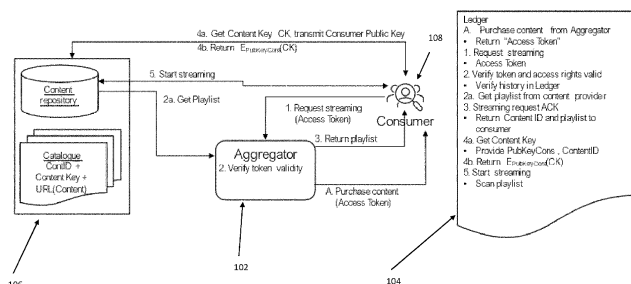 4a. Get Content Key CK, transmit Consumer Public Key
4b. Return EPubKeyCons(CK)
108
5. Start streaming
Content
repository
2a. Get Playlist
1. Request streaming
(Access Token)
Consumer
3. Return playlist
Catalogue
ContID +
Content Key +
URL(Content)
Aggregator
2. Verify token validity
A. Purchase content
(Access Token)
102
104
106
Ledger
A. Purchase content from Aggregator
• Return "Access Token"
1. Request streaming
• Access Token
2. Verify token and access rights valid
• Verify history in Ledger
2a. Get playlist from content provider
3. Streaming request ACK
• Return Content ID and playlist to
consumer
4a. Get Content Key
• Provide PubKeyCons, ContentID
4b. Return EPubKeyCons(CK)
5. Start streaming
• Scan playlist